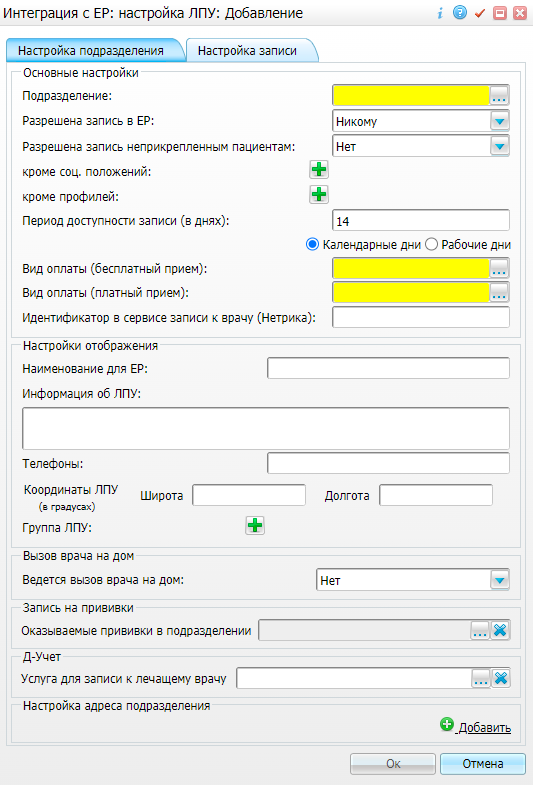 Интеграция с ЕР: настройка ЛПУ: Добавление
Настройка подразделения
Настройка записи
Основные настройки
Подразделение:
...
Разрешена запись в ЕР:
Никому
Разрешена запись неприкрепленным пациентам:
Нет
кроме соц. положений:
кроме профилей:
Период доступности записи (в днях):
14
Календарные дни
Рабочие дни
Вид оплаты (бесплатный прием):
...
Вид оплаты (платный прием):
...
Идентификатор в сервисе записи к врачу (Нетрика):
Настройки отображения
Наименование для ЕР:
Информация об ЛПУ:
Телефоны:
Координаты ЛПУ
(в градусах)
Широта
Долгота
Группа ЛПУ:
Вызов врача на дом
Ведется вызов врача на дом:
Нет
Запись на прививки
Оказываемые прививки в подразделении
...
Д-Учет
Услуга для записи к лечащему врачу
...
Настройка адреса подразделения
Добавить
Ок
Отмена